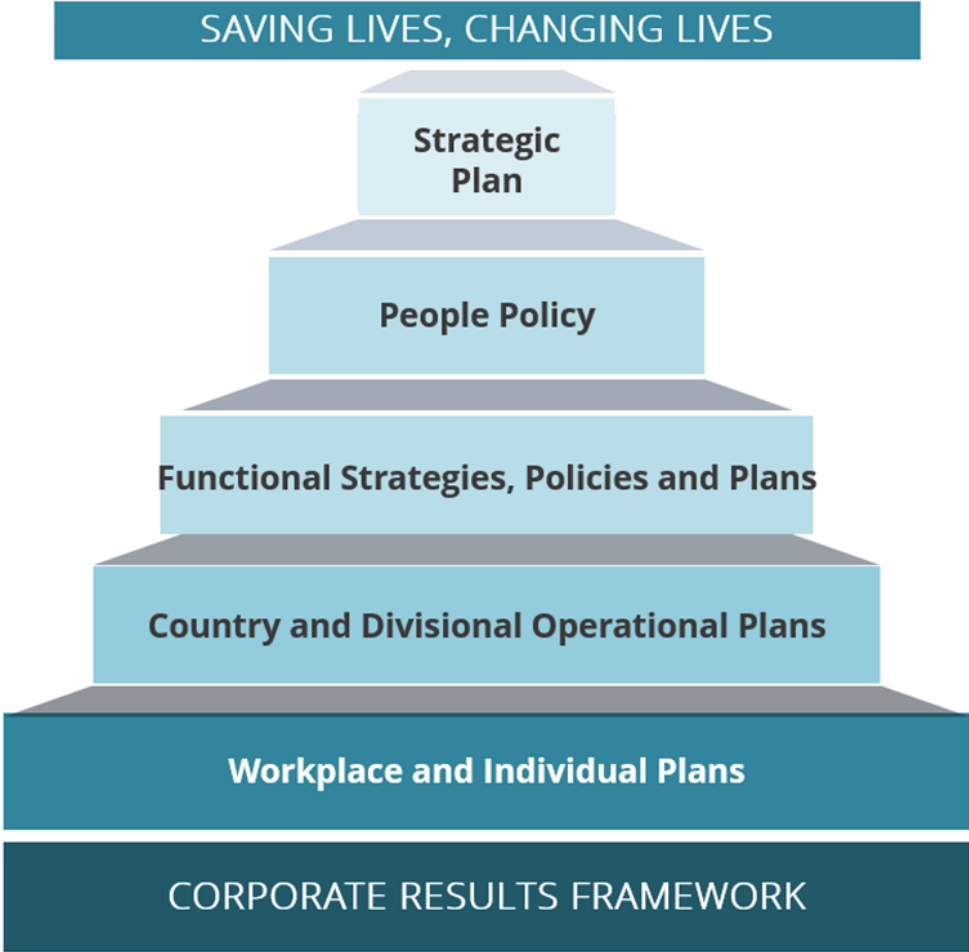 SAVING LIVES, CHANGING LIVES
Strategic
Plan
People Policy
Functional Strategies, Policies and Plans
Country and Divisional Operational Plans
Workplace and Individual Plans
CORPORATE RESULTS FRAMEWORK